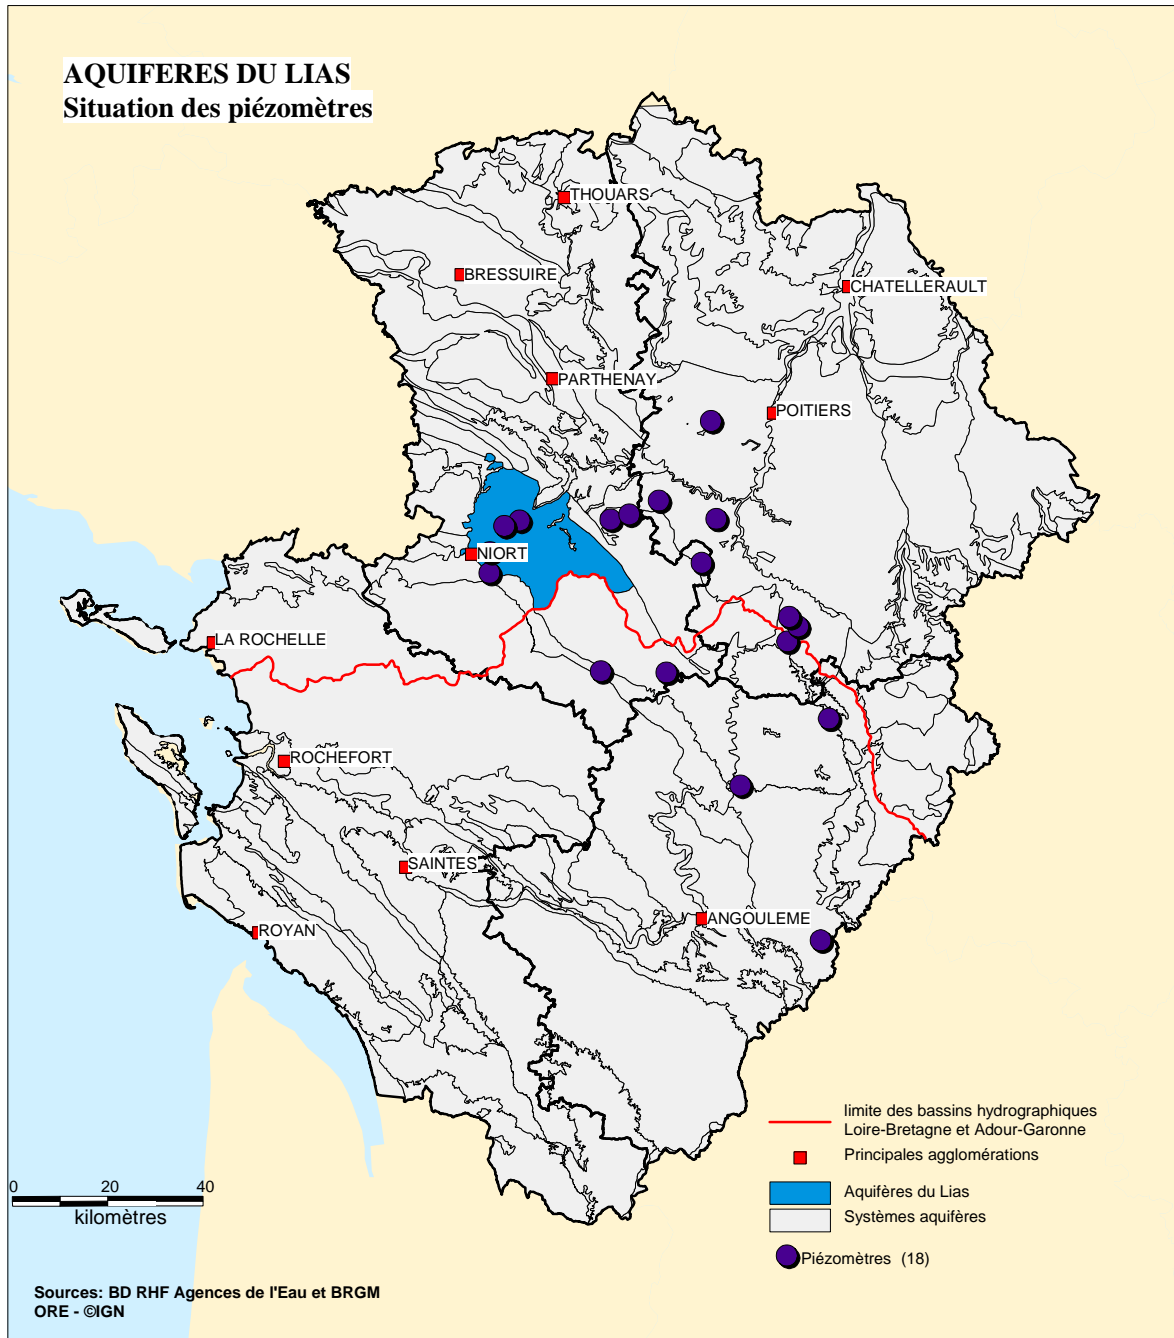 AQUIFERES DU LIAS
Situation des piézomètres
THOUARS
BRESSUIRE
CHATELLERAULT
PARTHENAY
POITIERS
NIORT
LA ROCHELLE
ROCHEFORT
SAINTES
ANGOULEME
ROYAN
limite des bassins hydrographiques
Loire-Bretagne et Adour-Garonne
Principales agglomérations
0 20 40
kilomètres
Aquifères du Lias
Systèmes aquifères
Piézomètres (18)
Sources: BD RHF Agences de l'Eau et BRGM
ORE - ©IGN